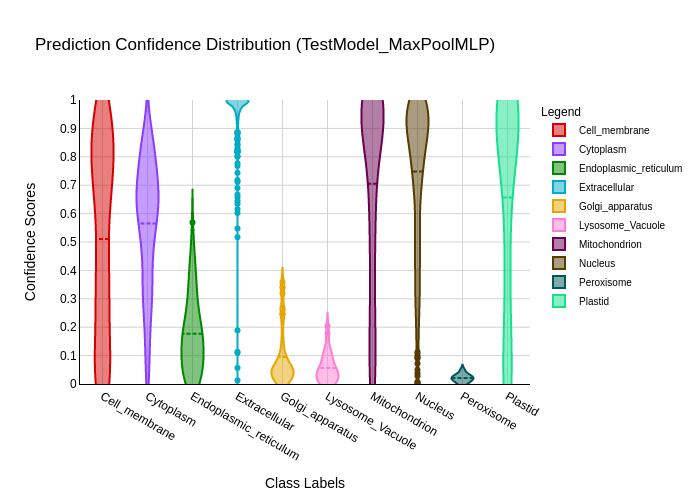 Prediction Confidence Distribution (TestModel_MaxPoolMLP)
Legend
Cell_membrane
Cytoplasm
Endoplasmic_reticulum
Extracellular
Golgi_apparatus
Lysosome_Vacuole
Mitochondrion
Nucleus
Peroxisome
Plastid
Confidence Scores
1
0.9
0.8
0.7
0.6
0.5
0.4
0.3
0.2
0.1
0
Cell_membrane
Cytoplasm
Endoplasmic_reticulum
Extracellular
Golgi_apparatus
Lysosome_Vacuole
Mitochondrion
Nucleus
Peroxisome
Plastid
Class Labels